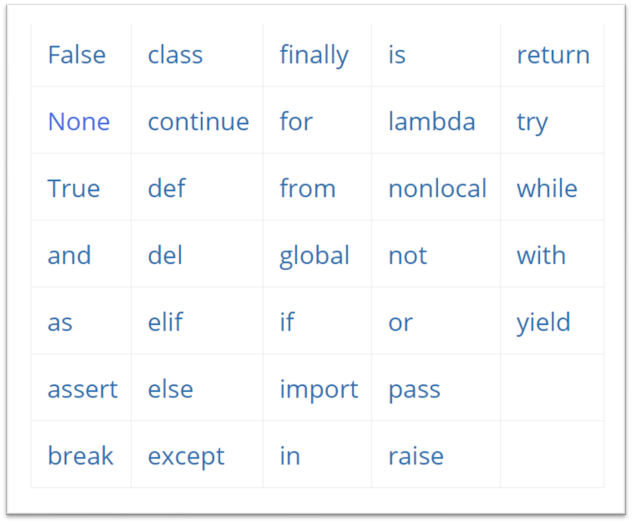 False class finally is return
None continue for lambda try
True def from nonlocal while
and del global not with
as elif if or yield
assert else import pass
break except in raise